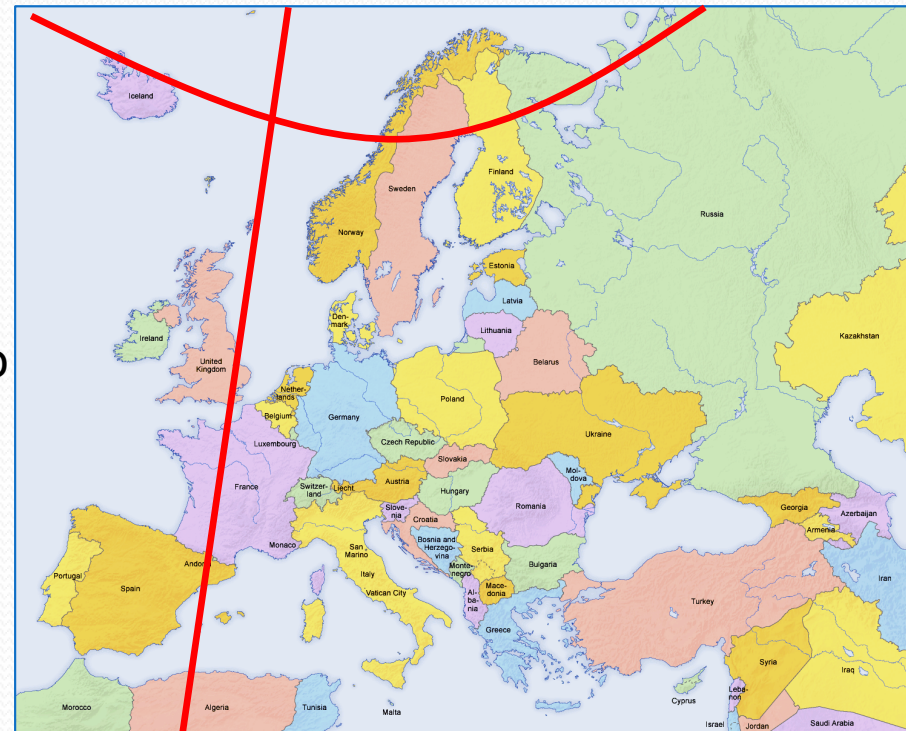 Iceland
Sweden
Finland
Norway
Russia
Estonia
Latvia
Lithuania
Den-
mark
Ireland
United
Kingdom
Kazakhstan
Belarus
Nether-
lands
Belgium
Poland
Germany
Luxembourg
Czech Republic
Ukraine
Slovakia
Mol-
dova
France
Switzer-
land
Liecht
Austria
Hungary
Romania
Slove-
nia
Croatia
Georgia
Azerbaijan
Armenia
Monaco
San
Marino
Bosnia and
Herzego-
vina
Serbia
Andor
Monte-
negro
Bulgaria
Portugal
Spain
Italy
Vatican City
Al-
ba-
nia
Mace-
donia
Iran
Turkey
Greece
Syria
Iraq
Morocco
Algeria
Tunisia
Malta
Cyprus
Leba-
non
Israel
Jordan
Saudi Arabia